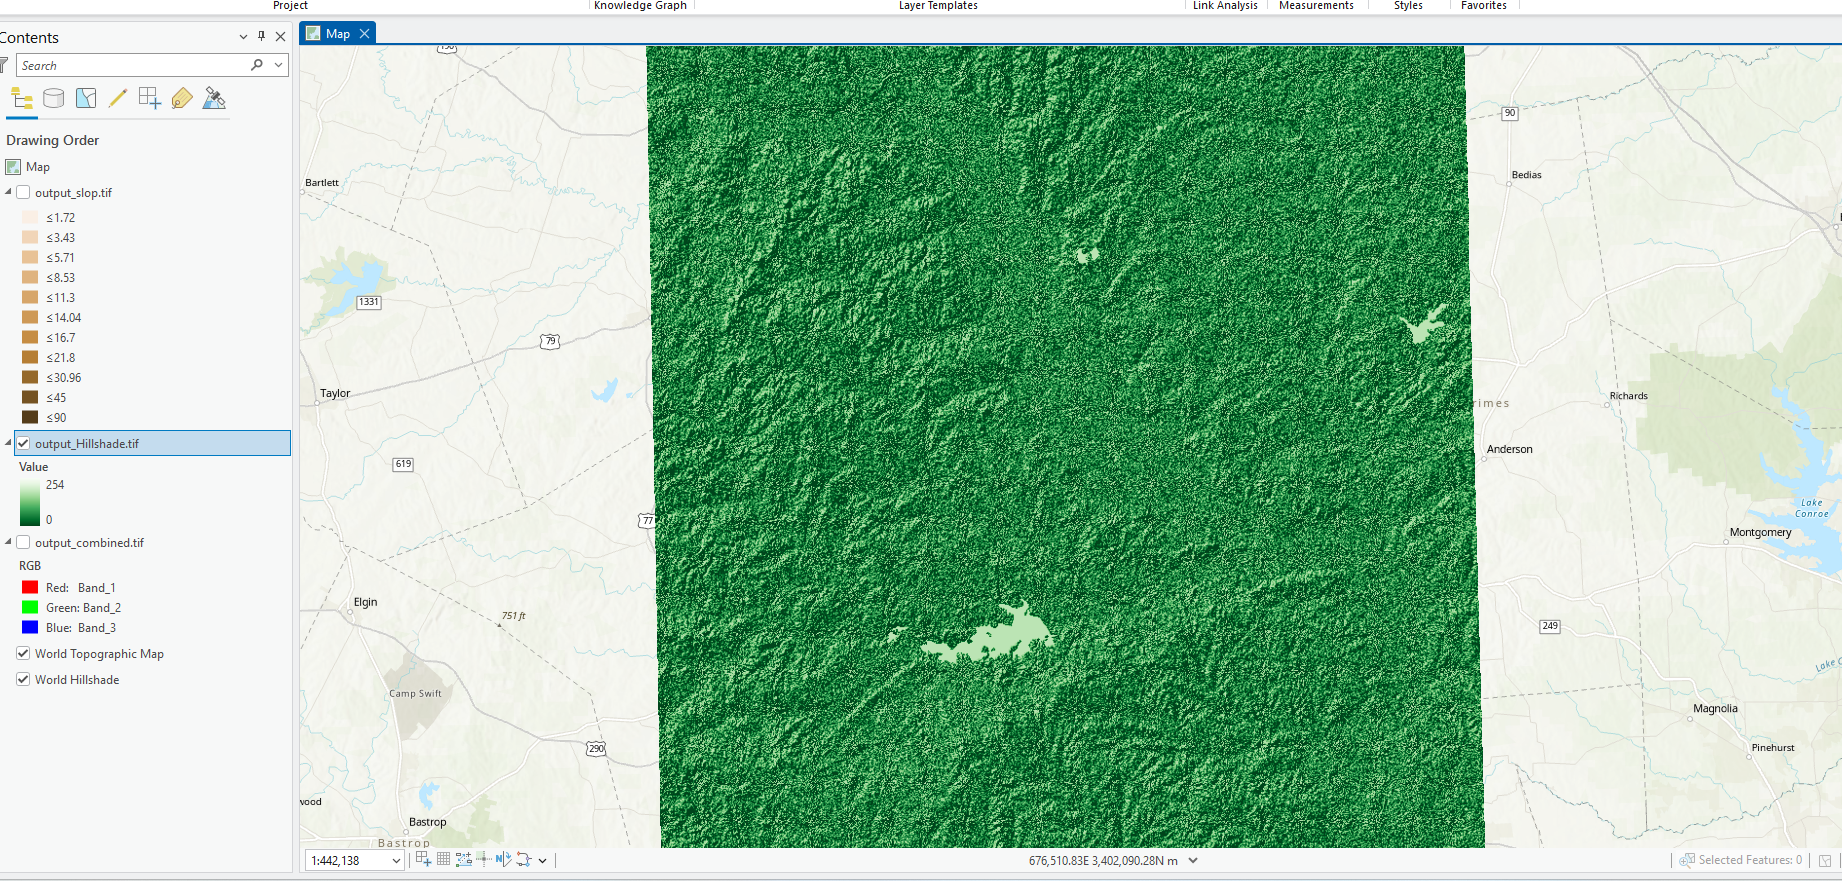 Project
Knowledge Graph
Layer Templates
Link Analysis
Measurements
Styles
Favorites
Contents
Search
Drawing Order
Map
output_slop.tif
≤1.72
≤3.43
≤5.71
≤8.53
≤11.3
≤14.04
≤16.7
≤21.8
≤30.96
≤45
≤90
output_Hillshade.tif
Value
254
0
output_combined.tif
RGB
Red: Band_1
Green: Band_2
Blue: Band_3
World Topographic Map
World Hillshade
Map
190
Bartlett
1331
79
Taylor
619
77
Elgin
751 ft
Camp Swift
290
wood
Bastrop
Bastrop
90
Bedias
Richards
rimes
Anderson
Lake
Conroe
Montgomery
249
Lake C
Magnolia
Pinehurst
1:442,138
676,510.83E 3,402,090.28N m
Selected Features: 0